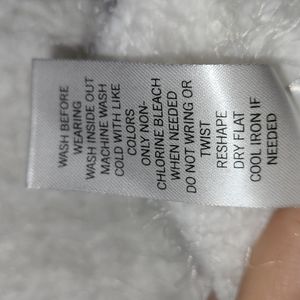 WASH BEFORE
WEARING
WASH INSIDE OUT
MACHINE WASH
COLD WITH LIKE
COLORS
ONLY NON-
CHLORINE BLEACH
WHEN NEEDED
DO NOT WRING OR
TWIST
RESHAPE
DRY FLAT
COOL IRON IF
NEEDED